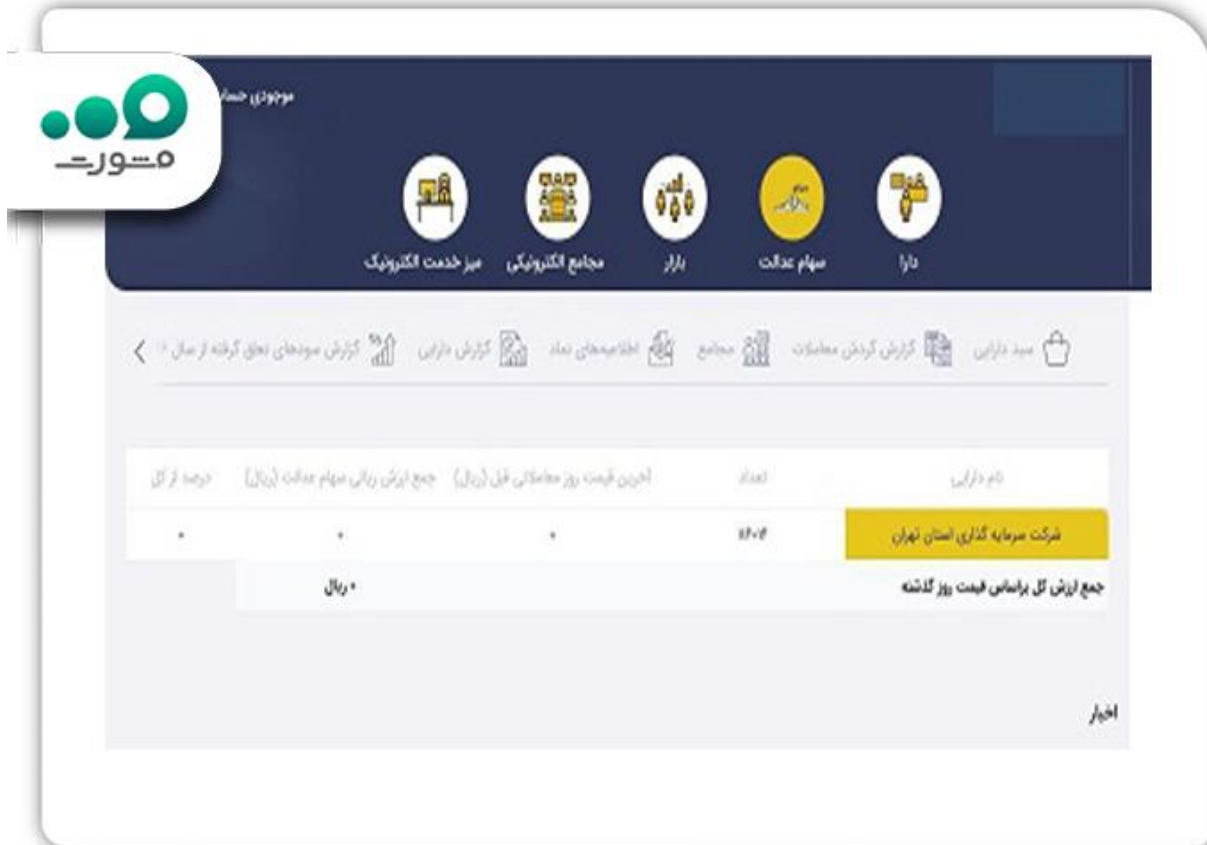 مشورت
موجودی حساب
دارا
سهام عدالت
بازار
مجامع الکترونیکی
میز خدمت الکترونیک
سبد دارایی گزارش گردش معاملات مجامع اطلاعیه‌های نماد گزارش دارایی گزارش سودهای تعلق گرفته از سال
نام دارایی تعداد آخرین قیمت روز معاملاتی قبل (ریال) جمع ارزش ریالی سهام عدالت (ریال) درصد از کل
شرکت سرمایه گذاری استان تهران ۰ ۰ ۰
جمع ارزش کل براساس قیمت روز گذشته ۰ ریال
اخبار